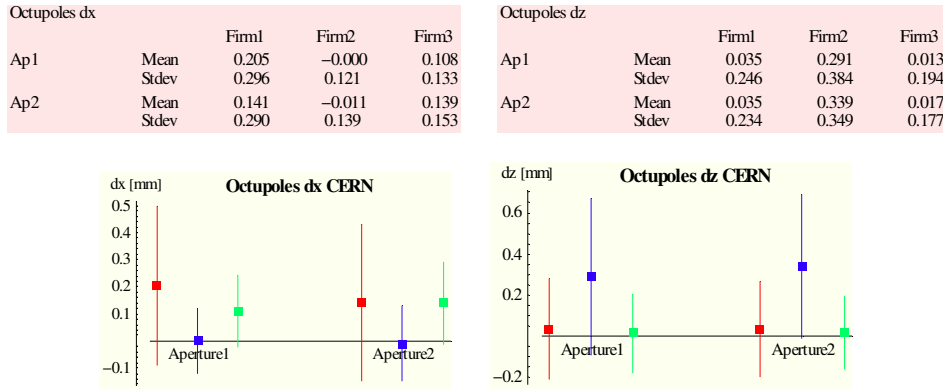 Octupoles dx
Firm1 Firm2 Firm3
Ap1 Mean 0.205 −0.000 0.108
Stdev 0.296 0.121 0.133
Ap2 Mean 0.141 −0.011 0.139
Stdev 0.290 0.139 0.153
Octupoles dz
Firm1 Firm2 Firm3
Ap1 Mean 0.035 0.291 0.013
Stdev 0.246 0.384 0.194
Ap2 Mean 0.035 0.339 0.017
Stdev 0.234 0.349 0.177
dx [mm]
Octupoles dx CERN
0.5
0.4
0.3
0.2
0.1
Aperture1 Aperture2
−0.1
dz [mm]
Octupoles dz CERN
0.6
0.4
0.2
Aperture1 Aperture2
−0.2